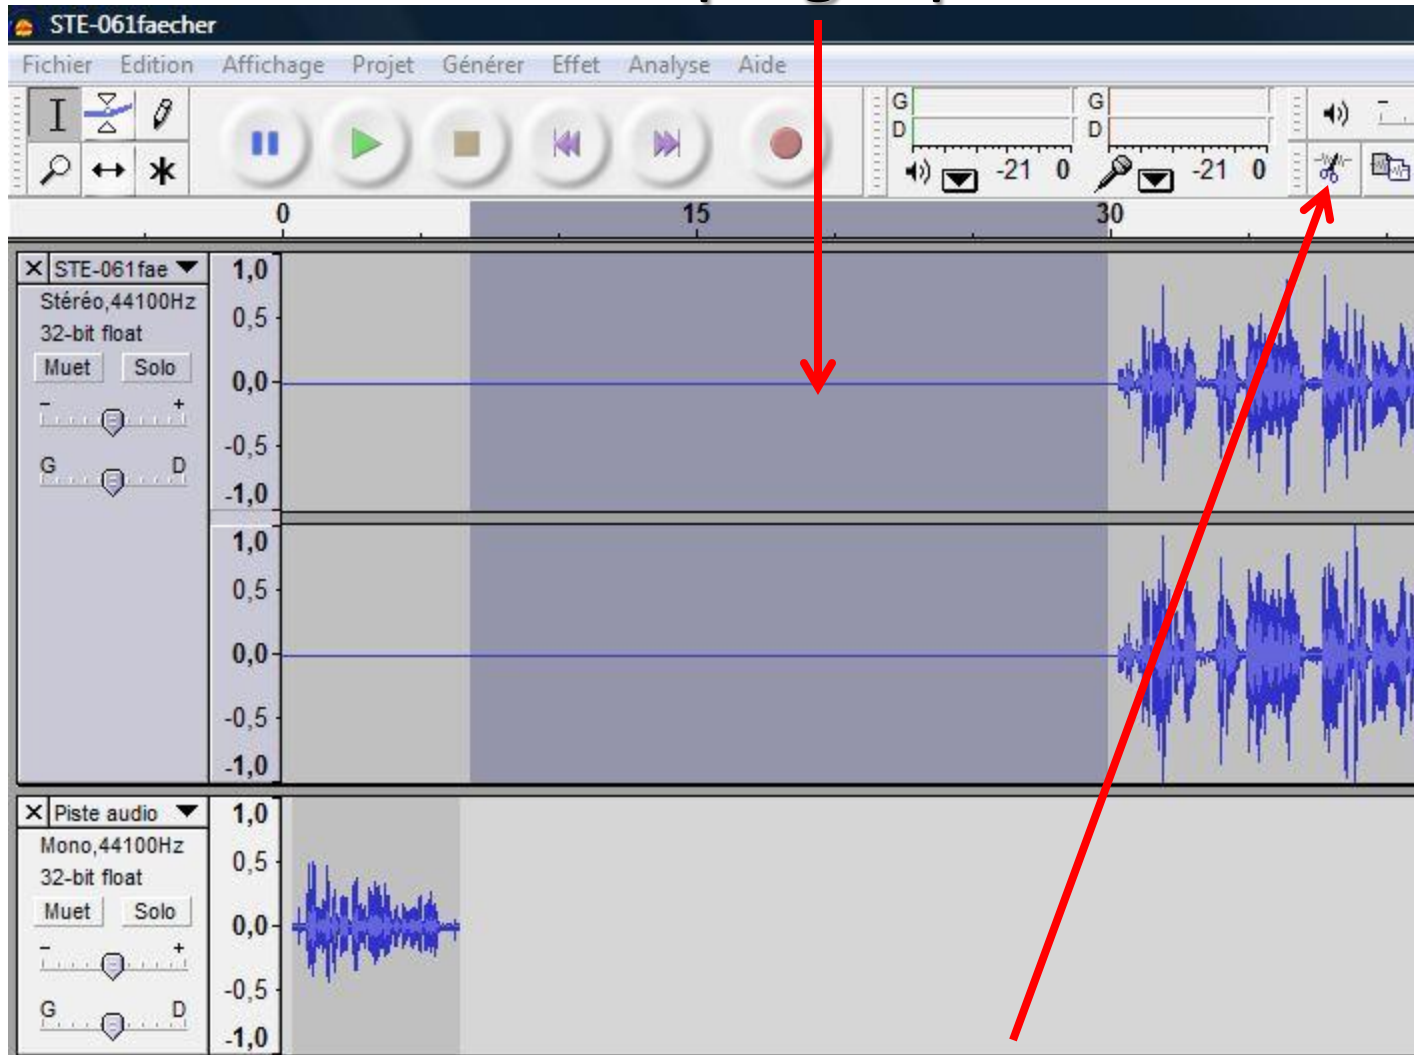 STE-061faecher
Fichier Edition Affichage Projet Générer Effet Analyse Aide
G
D
-21 0
G
D
-21 0
0 15 30
STE-061fae
Stéréo,44100Hz
32-bit float
Muet Solo
- +
G D
1,0
0,5
0,0
-0,5
-1,0
1,0
0,5
0,0
-0,5
-1,0
Piste audio
Mono,44100Hz
32-bit float
Muet Solo
- +
G D
1,0
0,5
0,0
-0,5
-1,0